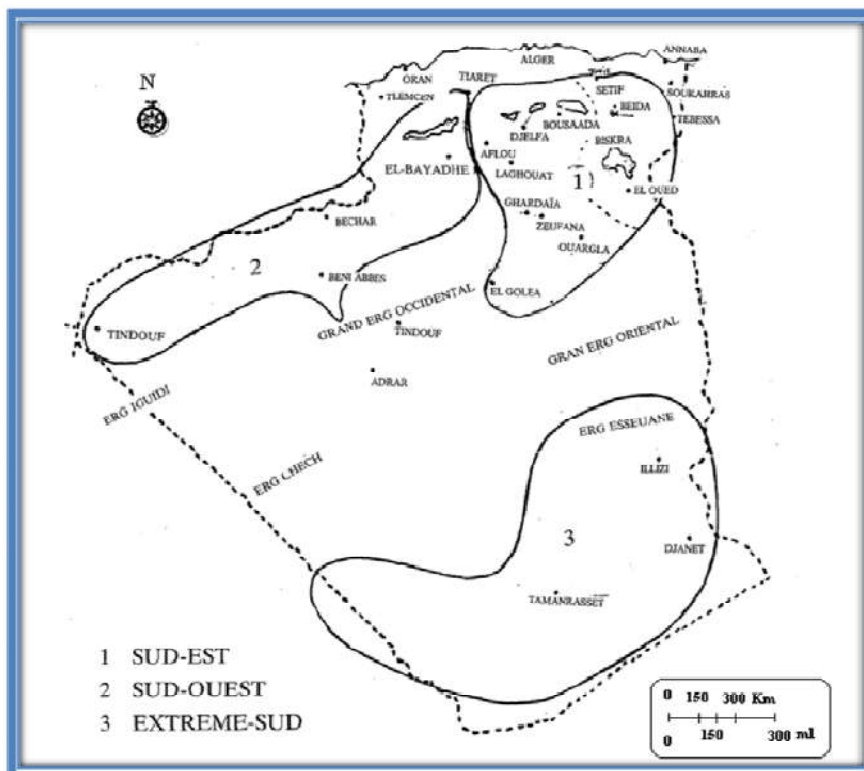 ANNABA
ALGER
N
ORAN
TIARET
SETIF
SOUKAHRAS
TLEMCEN
BEIDA
BOUSAADA
TEBESSA
DJELFA
BISKRA
AFLOU
EL-BAYADHE
LAGHOUAT
1
EL OUED
GHARDAÏA
BECHAR
ZEUFANA
OUARGLA
2
BENI ABBES
EL GOLEA
GRAND ERG OCCIDENTAL
TINDOUF
TINDOUF
GRAN ERG ORIENTAL
ADRAR
ERG IGUIDI
ERG ESSEUANE
ERG CHECH
ILLIZI
3
DJANET
TAMANRASSET
1 SUD-EST
2 SUD-OUEST
3 EXTREME-SUD
0 150 300 Km
0 150 300 ml